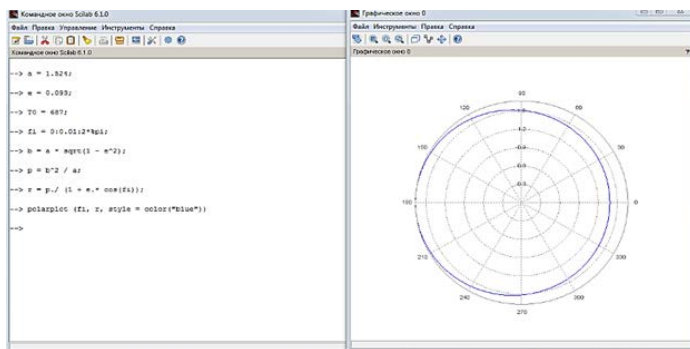 Командное окно Scilab 6.1.0
Файл Правка Управление Инструменты Справка
Командное окно Scilab 6.1.0
--> a = 1.524;
--> e = 0.093;
--> T0 = 687;
--> fi = 0:0.01:2*%pi;
--> b = a * sqrt(1 - e^2);
--> p = b^2 / a;
--> r = p./ (1 + e.* cos(fi));
--> polarplot (fi, r, style = color("blue"))
-->
Графическое окно 0
Файл Инструменты Правка Справка
Графическое окно 0
90
120
60
150
30
180
0
210
330
240
300
270